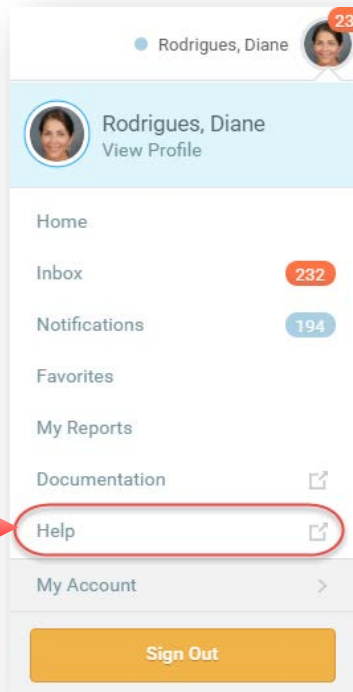 23
Rodrigues, Diane
Rodrigues, Diane
View Profile
Home
Inbox 232
Notifications 194
Favorites
My Reports
Documentation
Help
My Account
Sign Out